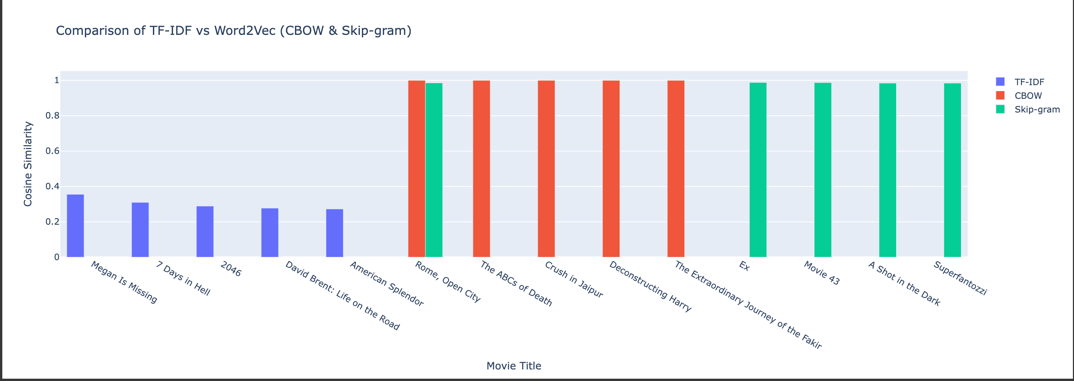 Comparison of TF-IDF vs Word2Vec (CBOW & Skip-gram)
TF-IDF
CBOW
Skip-gram
Cosine Similarity
1
0.8
0.6
0.4
0.2
0
Megan Is Missing
7 Days in Hell
2046
David Brent: Life on the Road
American Splendor
Rome, Open City
The ABCs of Death
Crush in Jaipur
Deconstructing Harry
The Extraordinary Journey of the Fakir
Ex
Movie 43
A Shot in the Dark
Superfantozzi
Movie Title